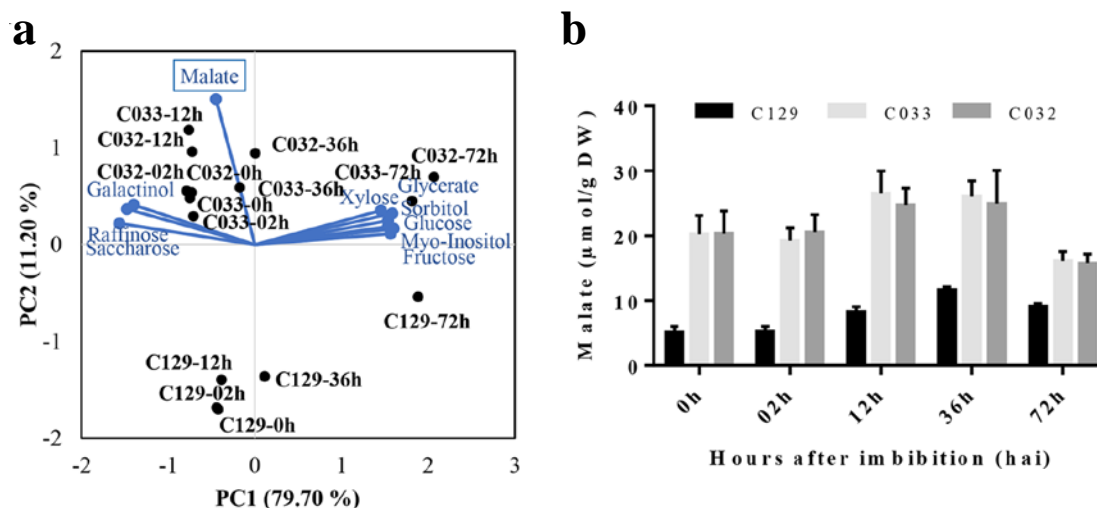 a
2
Malate
C033-12h
C032-12h
C032-36h
C033-72h
C032-72h
C032-02h
C032-0h
C033-36h
Glycerate
Galactinol
C033-0h
Xylose
Sorbitol
C033-02h
Glucose
Raffinose
Saccharose
Myo-Inositol
Fructose
1
0
-1
-2
C129-72h
C129-12h
C129-36h
C129-02h
C129-0h
-2 -1 0 1 2 3
PC2 (11.20 %)
PC1 (79.70 %)
b
C129 C033 C032
40
30
20
10
0
Malate (µmol/g DW)
0h 02h 12h 36h 72h
Hours after imbibition (hai)